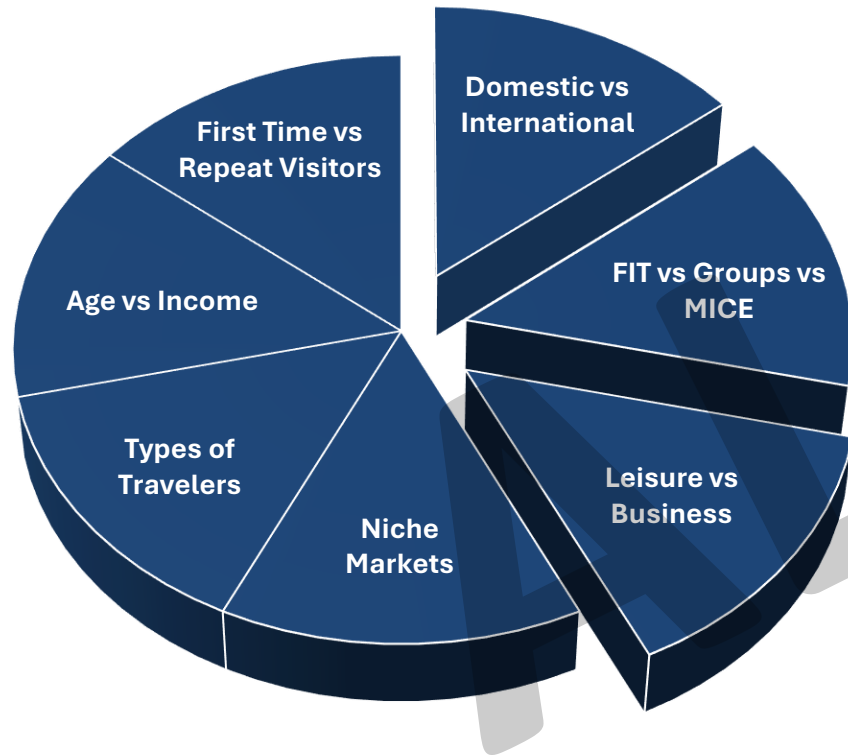 Domestic vs
International
FIT vs Groups vs
MICE
Leisure vs
Business
Niche
Markets
Types of
Travelers
Age vs Income
First Time vs
Repeat Visitors